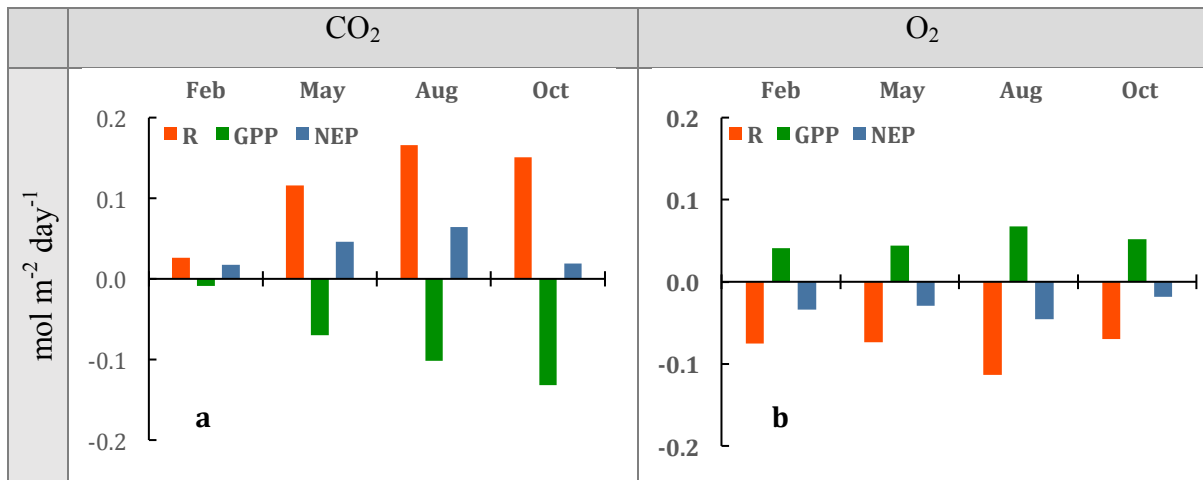 CO₂
O₂
mol m⁻² day⁻¹
Feb May Aug Oct
0.2
R GPP NEP
0.1
0.0
-0.1
a
-0.2
Feb May Aug Oct
0.2
R GPP NEP
0.1
0.0
-0.1
b
-0.2